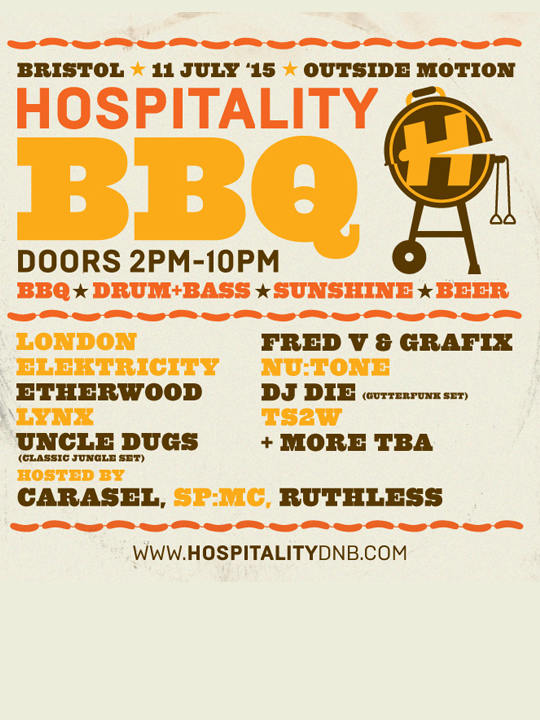 BRISTOL ★ 11 JULY '15 ★ OUTSIDE MOTION
HOSPITALITY
BBQ
H
DOORS 2PM-10PM
BBQ ★ DRUM+BASS ★ SUNSHINE ★ BEER
LONDON
ELEKTRICITY
ETHERWOOD
LYNX
UNCLE DUGS
(CLASSIC JUNGLE SET)
FRED V & GRAFIX
NU:TONE
DJ DIE (GUTTERFUNK SET)
TS2W
+ MORE TBA
HOSTED BY
CARASEL, SP:MC, RUTHLESS
WWW.HOSPITALITYDNB.COM